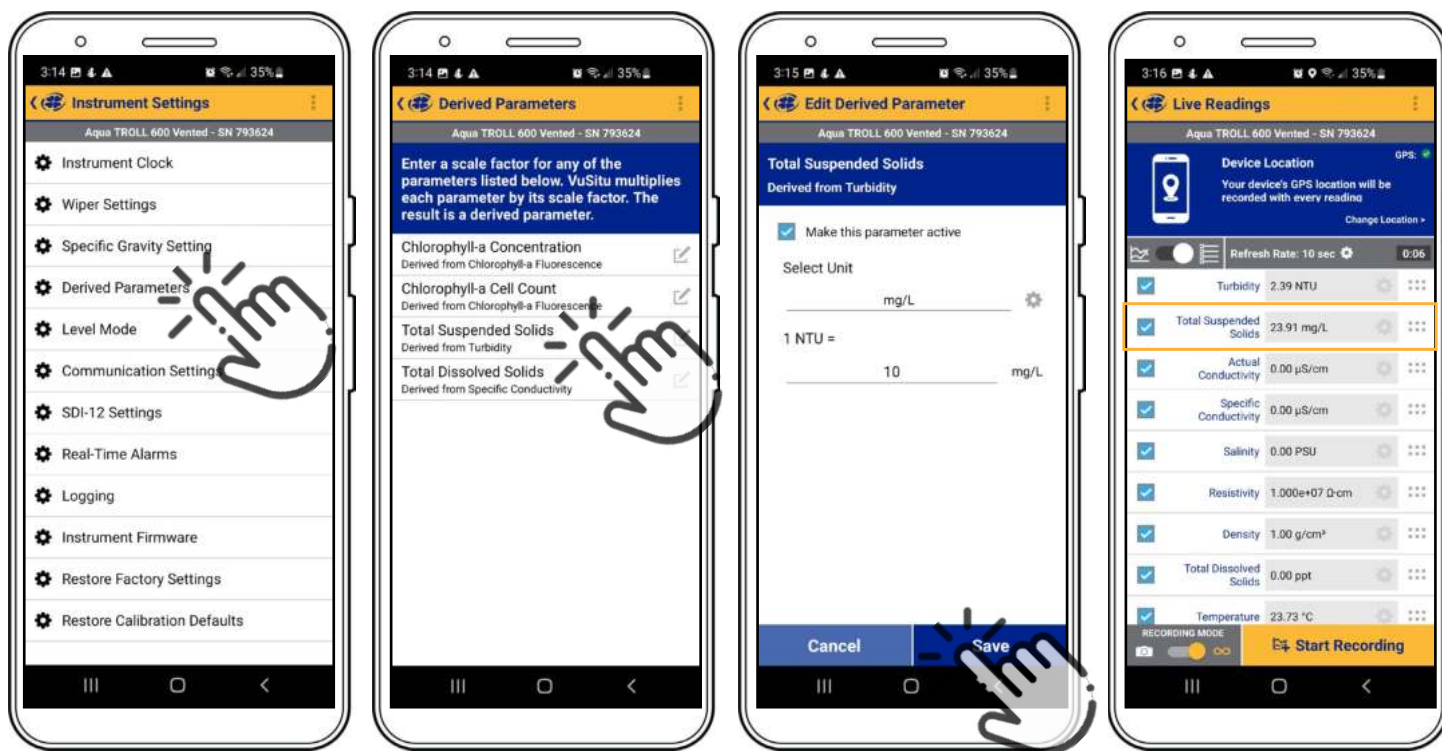 3:14
35%
Instrument Settings
Aqua TROLL 600 Vented - SN 793624
Instrument Clock
Wiper Settings
Specific Gravity Setting
Derived Parameters
Level Mode
Communication Settings
SDI-12 Settings
Real-Time Alarms
Logging
Instrument Firmware
Restore Factory Settings
Restore Calibration Defaults
3:14
35%
Derived Parameters
Aqua TROLL 600 Vented - SN 793624
Enter a scale factor for any of the
parameters listed below. VuSitu multiplies
each parameter by its scale factor. The
result is a derived parameter.
Chlorophyll-a Concentration
Derived from Chlorophyll-a Fluorescence
Chlorophyll-a Cell Count
Derived from Chlorophyll-a Fluorescence
Total Suspended Solids
Derived from Turbidity
Total Dissolved Solids
Derived from Specific Conductivity
3:15
35%
Edit Derived Parameter
Aqua TROLL 600 Vented - SN 793624
Total Suspended Solids
Derived from Turbidity
Make this parameter active
Select Unit
mg/L
1 NTU =
10 mg/L
Cancel Save
3:16
35%
Live Readings
Aqua TROLL 600 Vented - SN 793624
GPS:
Device Location
Your device's GPS location will be
recorded with every reading
Change Location >
Refresh Rate: 10 sec 0:06
Turbidity 2.39 NTU
Total Suspended
Solids 23.91 mg/L
Actual
Conductivity 0.00 µS/cm
Specific
Conductivity 0.00 µS/cm
Salinity 0.00 PSU
Resistivity 1.000e+07 Ω-cm
Density 1.00 g/cm³
Total Dissolved
Solids 0.00 ppt
Temperature 23.73 °C
RECORDING MODE
Start Recording